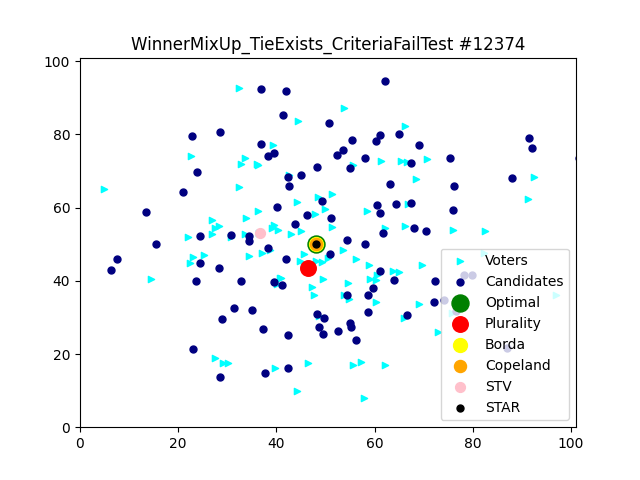 WinnerMixUp_TieExists_CriteriaFailTest #12374
100
80
60
40
20
0
0
20
40
60
80
100
Voters
Candidates
Optimal
Plurality
Borda
Copeland
STV
STAR